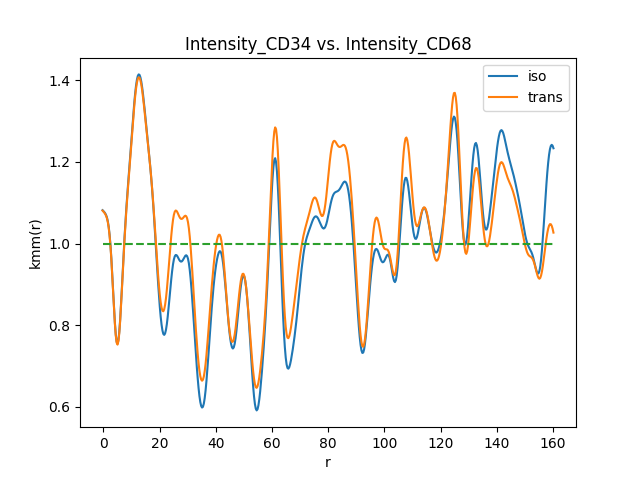 Intensity_CD34 vs. Intensity_CD68
iso
trans
kmm(r)
1.4
1.2
1.0
0.8
0.6
0 20 40 60 80 100 120 140 160
r